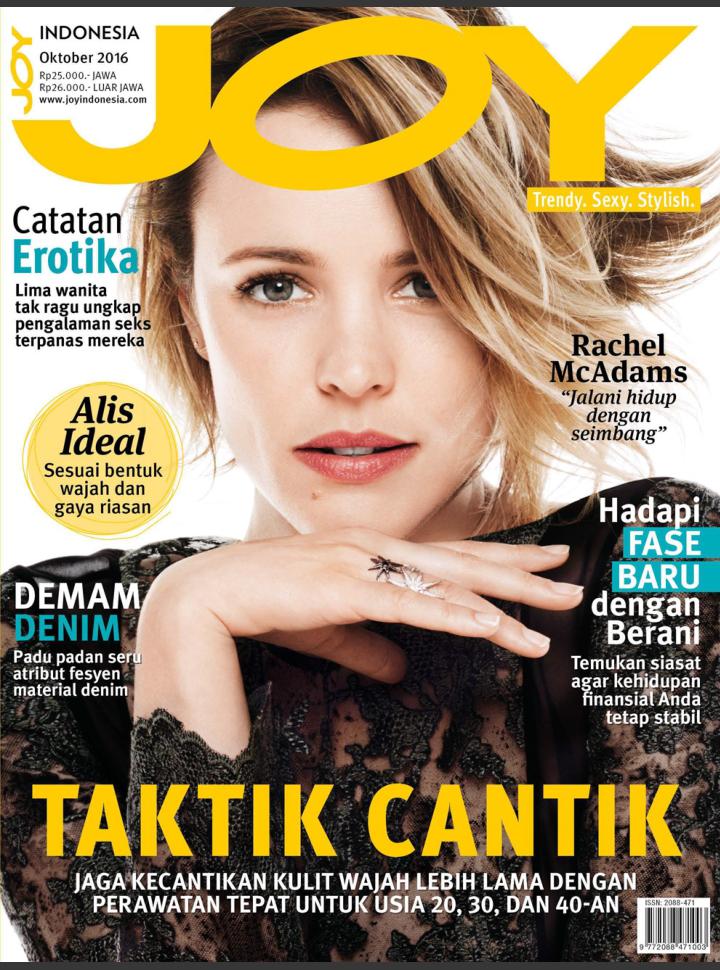 JOY
INDONESIA
Oktober 2016
Rp25.000.- JAWA
Rp26.000.- LUAR JAWA
www.joyindonesia.com
JOY
Trendy. Sexy. Stylish.
Catatan
Erotika
Lima wanita
tak ragu ungkap
pengalaman seks
terpanas mereka
Rachel
McAdams
“Jalani hidup
dengan
seimbang”
Alis
Ideal
Sesuai bentuk
wajah dan
gaya riasan
Hadapi
FASE
BARU
dengan
Berani
Temukan siasat
agar kehidupan
finansial Anda
tetap stabil
DEMAM
DENIM
Padu padan seru
atribut fesyen
material denim
TAKTIK CANTIK
JAGA KECANTIKAN KULIT WAJAH LEBIH LAMA DENGAN
PERAWATAN TEPAT UNTUK USIA 20, 30, DAN 40-AN
ISSN: 2088-471
9 772088 471003